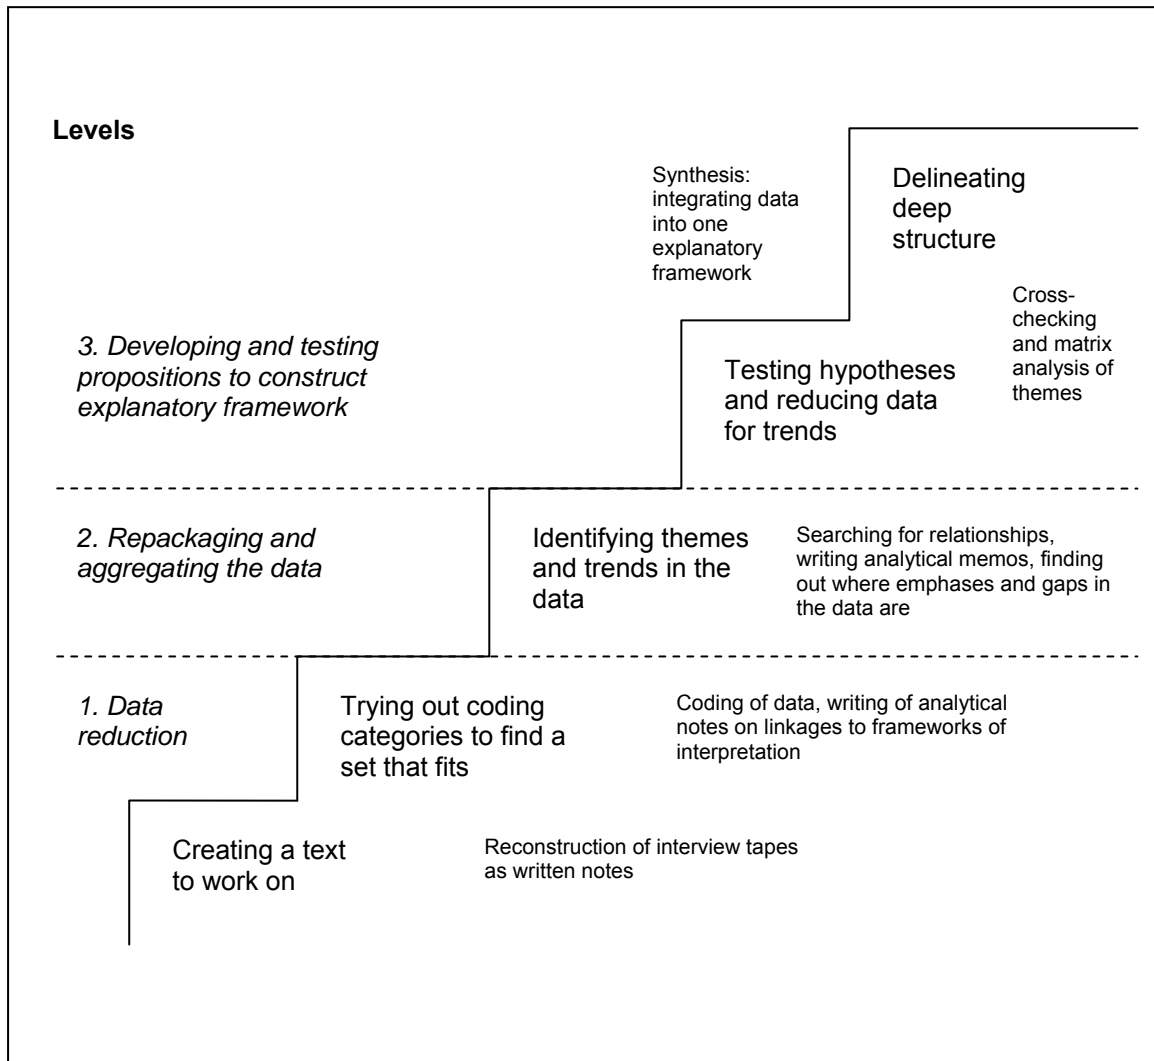 Levels
Synthesis:
integrating data
into one
explanatory
framework
Delineating
deep
structure
Cross-
checking
and matrix
analysis of
themes
3. Developing and testing
propositions to construct
explanatory framework
Testing hypotheses
and reducing data
for trends
2. Repackaging and
aggregating the data
Identifying themes
and trends in the
data
Searching for relationships,
writing analytical memos, finding
out where emphases and gaps in
the data are
1. Data
reduction
Trying out coding
categories to find a
set that fits
Coding of data, writing of analytical
notes on linkages to frameworks of
interpretation
Creating a text
to work on
Reconstruction of interview tapes
as written notes